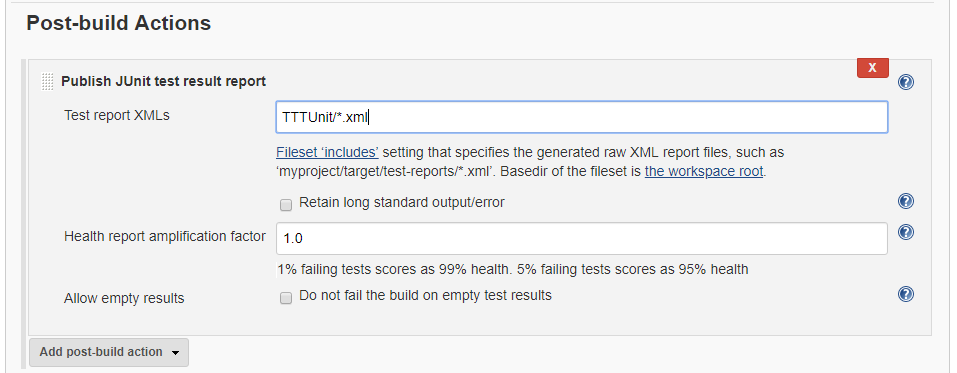 Post-build Actions
X
Publish JUnit test result report
?
Test report XMLs
TTTUnit/*.xml
Fileset ‘includes’ setting that specifies the generated raw XML report files, such as
‘myproject/target/test-reports/*.xml’. Basedir of the fileset is the workspace root.
Retain long standard output/error
?
Health report amplification factor
1.0
?
1% failing tests scores as 99% health. 5% failing tests scores as 95% health
Allow empty results
Do not fail the build on empty test results
?
Add post-build action